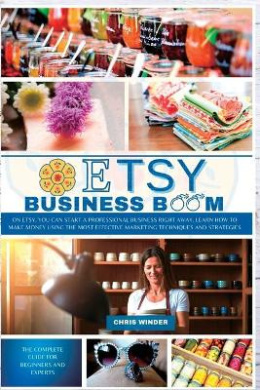 ETSY
BUSINESS BOOM
ON ETSY, YOU CAN START A PROFESSIONAL BUSINESS RIGHT AWAY. LEARN HOW TO
MAKE MONEY USING THE MOST EFFECTIVE MARKETING TECHNIQUES AND STRATEGIES
CHRIS WINDER
THE COMPLETE
GUIDE FOR
BEGINNERS AND
EXPERTS